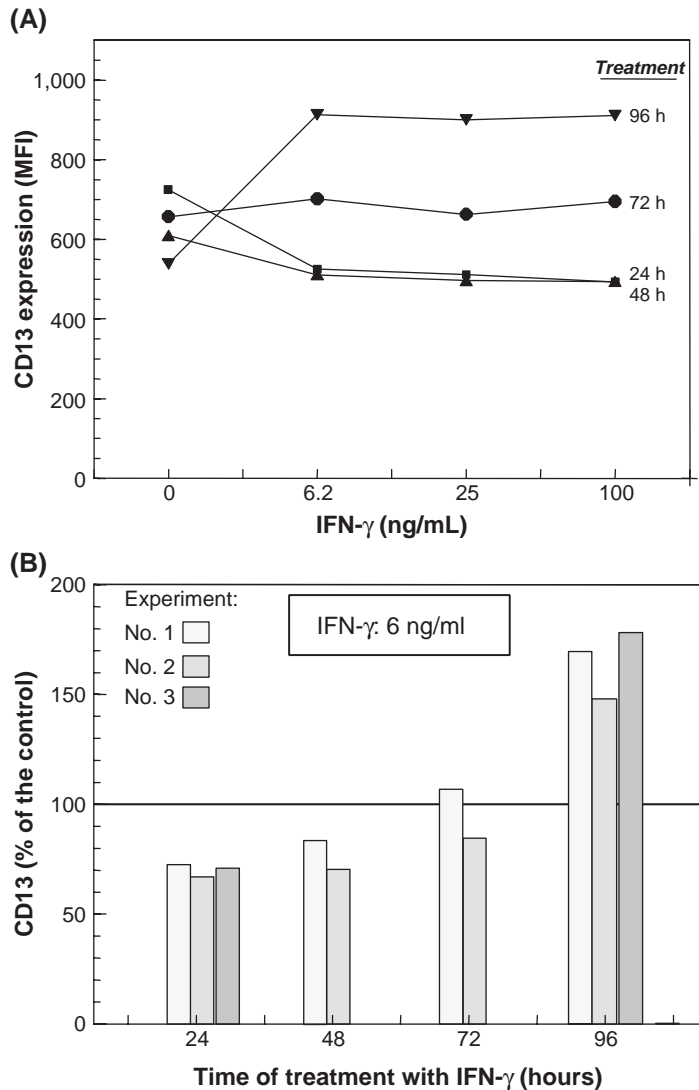 (A)
Treatment
1,000
96 h
800
72 h
600
24 h
400
48 h
200
0
CD13 expression (MFI)
0 6.2 25 100
IFN-γ (ng/mL)
(B)
200
Experiment:
IFN-γ: 6 ng/ml
No. 1
No. 2
No. 3
150
100
50
0
CD13 (% of the control)
24 48 72 96
Time of treatment with IFN-γ (hours)